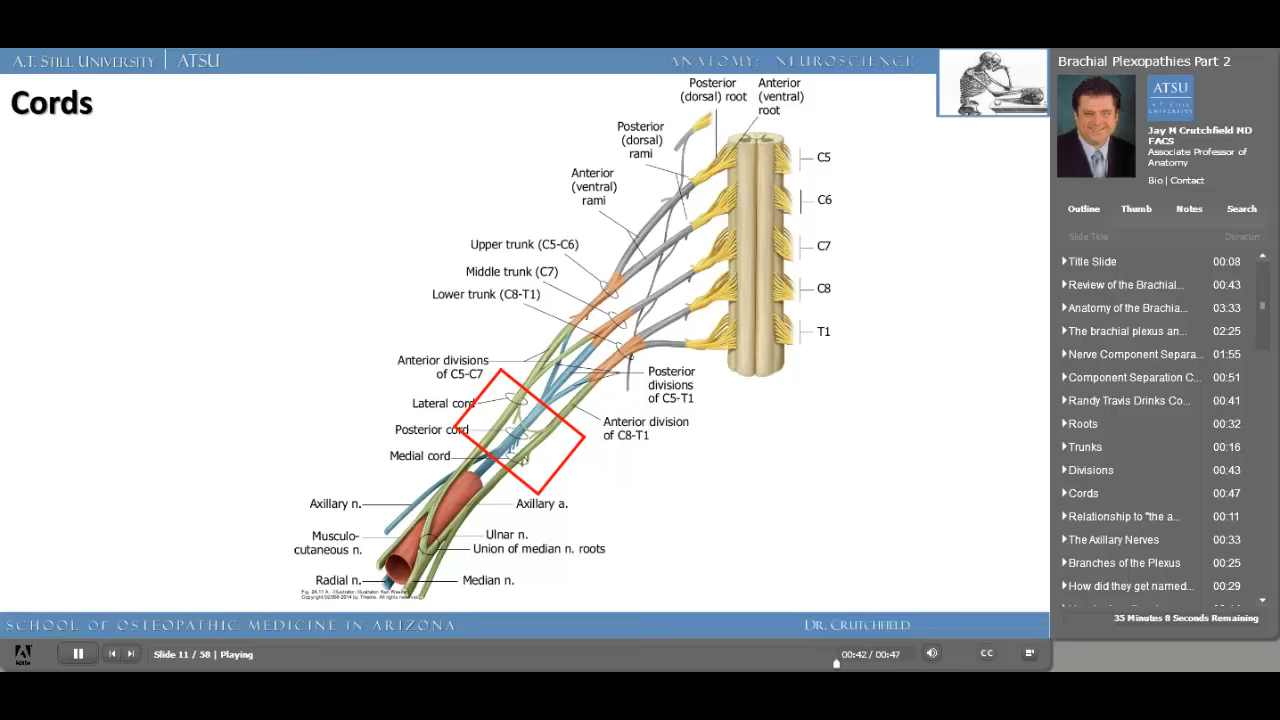 A.T. STILL UNIVERSITY | ATSU
ANATOMY: NEUROSCIENCE
Cords
Posterior
(dorsal) root
Anterior
(ventral)
root
Posterior
(dorsal)
rami
Anterior
(ventral)
rami
C5
C6
C7
C8
T1
Upper trunk (C5-C6)
Middle trunk (C7)
Lower trunk (C8-T1)
Anterior divisions
of C5-C7
Posterior
divisions
of C5-T1
Lateral cord
Anterior division
of C8-T1
Posterior cord
Medial cord
Axillary n.
Axillary a.
Musculo-
cutaneous n.
Ulnar n.
Union of median n. roots
Radial n.
Median n.
SCHOOL OF OSTEOPATHIC MEDICINE IN ARIZONA
DR. CRUTCHFIELD
Slide 11 / 58 | Playing
00:42 / 00:47
CC
Adobe
Brachial Plexopathies Part 2
ATSU
A.T. STILL
UNIVERSITY
Jay M Crutchfield MD
FACS
Associate Professor of
Anatomy
Bio | Contact
Outline Thumb Notes Search
Slide Title Duration
Title Slide 00:08
Review of the Brachial... 00:43
Anatomy of the Brachia... 03:33
The brachial plexus an... 02:25
Nerve Component Separa... 01:55
Component Separation C... 00:51
Randy Travis Drinks Co... 00:41
Roots 00:32
Trunks 00:16
Divisions 00:43
Cords 00:47
Relationship to "the a... 00:11
The Axillary Nerves 00:33
Branches of the Plexus 00:25
How did they get named... 00:29
35 Minutes 8 Seconds Remaining